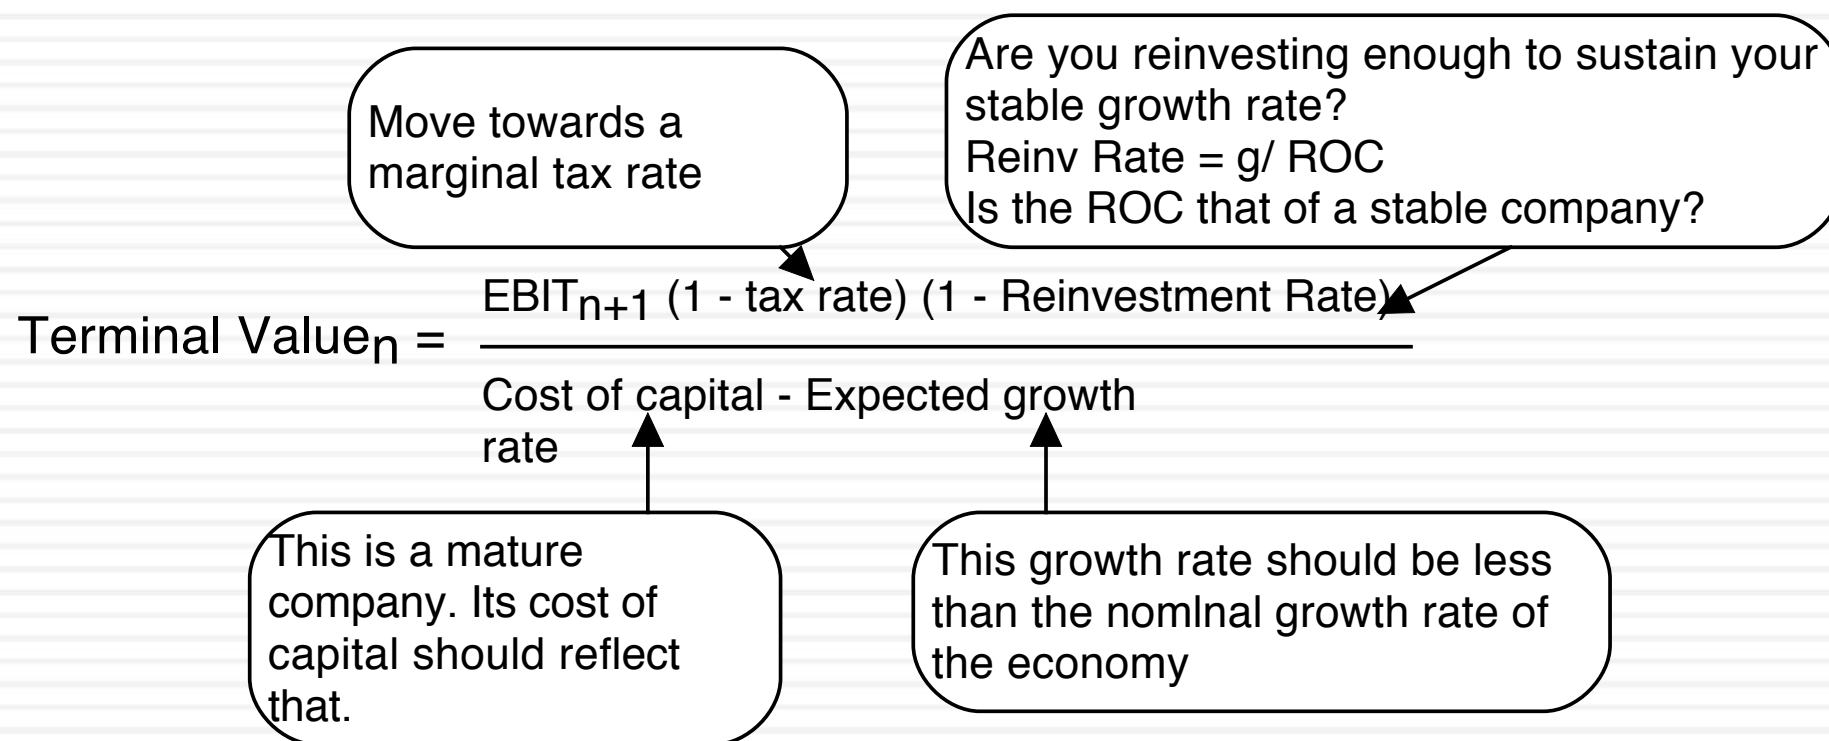 Move towards a
marginal tax rate
Are you reinvesting enough to sustain your
stable growth rate?
Reinv Rate = g/ ROC
Is the ROC that of a stable company?
Terminal Valueₙ =
EBITₙ₊₁ (1 - tax rate) (1 - Reinvestment Rate)
Cost of capital - Expected growth
rate
This is a mature
company. Its cost of
capital should reflect
that.
This growth rate should be less
than the nomInal growth rate of
the economy